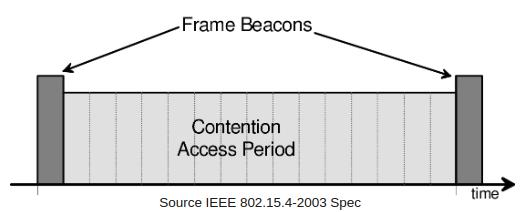 Frame Beacons
Contention
Access Period
time
Source IEEE 802.15.4-2003 Spec